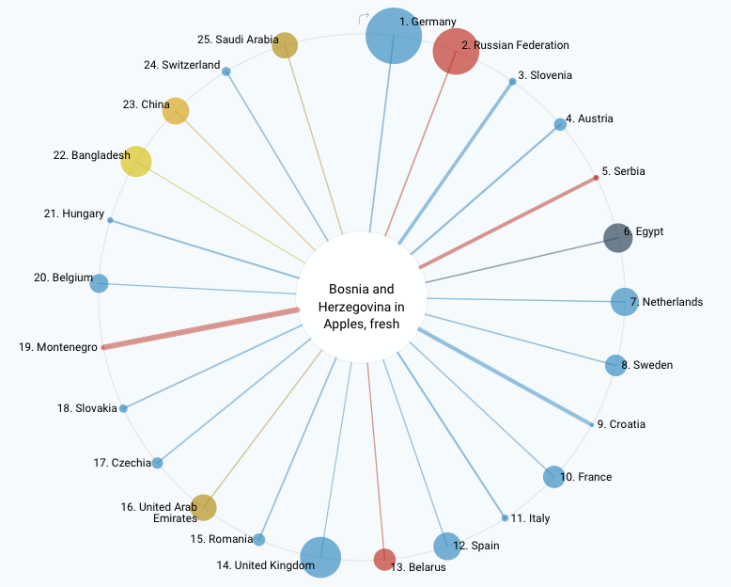 1. Germany
2. Russian Federation
3. Slovenia
4. Austria
5. Serbia
6. Egypt
7. Netherlands
8. Sweden
9. Croatia
10. France
11. Italy
12. Spain
13. Belarus
14. United Kingdom
15. Romania
16. United Arab
Emirates
17. Czechia
18. Slovakia
19. Montenegro
20. Belgium
21. Hungary
22. Bangladesh
23. China
24. Switzerland
25. Saudi Arabia
Bosnia and
Herzegovina in
Apples, fresh